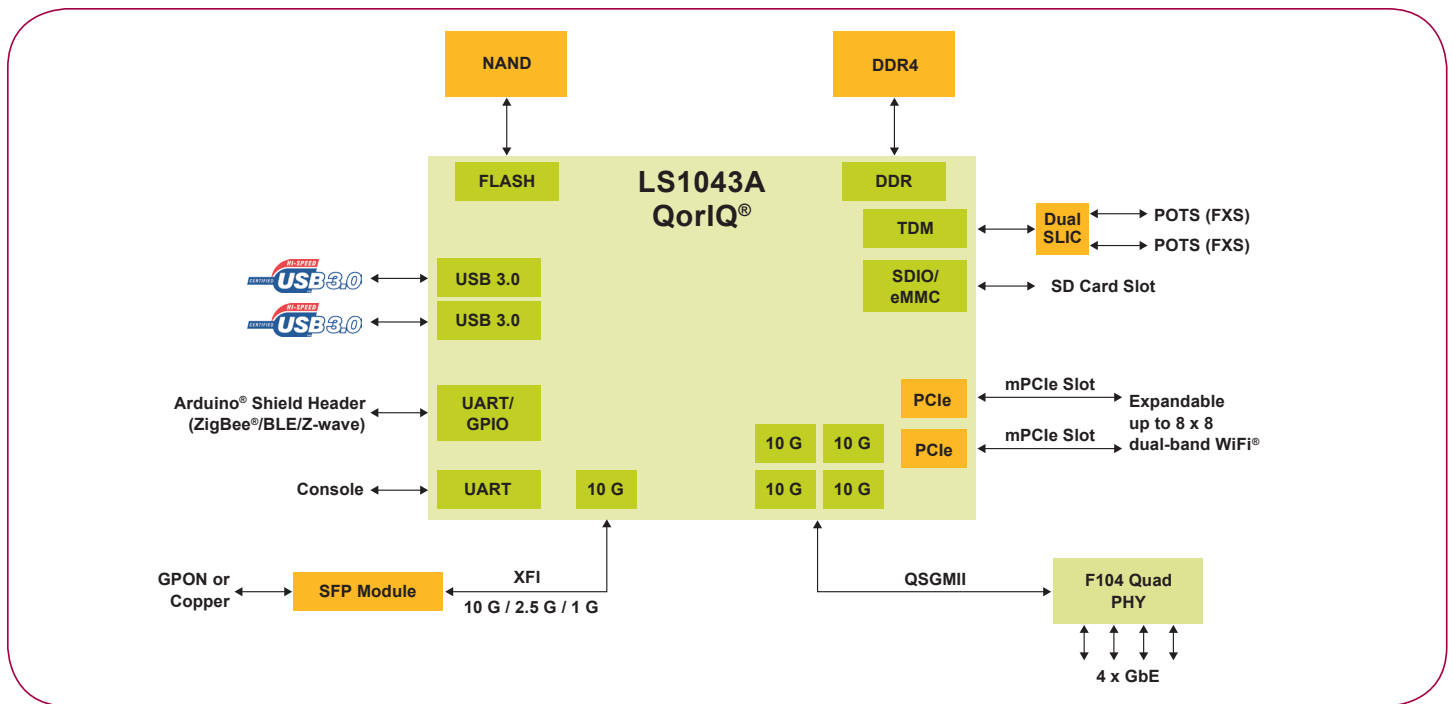 NAND
DDR4
FLASH
LS1043A
QorIQ®
DDR
TDM
Dual
SLIC
POTS (FXS)
POTS (FXS)
HI-SPEED
CERTIFIED USB 3.0
USB 3.0
SDIO/
eMMC
SD Card Slot
HI-SPEED
CERTIFIED USB 3.0
USB 3.0
Arduino® Shield Header
(ZigBee®/BLE/Z-wave)
UART/
GPIO
PCIe
mPCIe Slot
Expandable
up to 8 x 8
dual-band WiFi®
10 G
10 G
PCIe
mPCIe Slot
Console
UART
10 G
10 G
10 G
GPON or
Copper
SFP Module
XFI
10 G / 2.5 G / 1 G
QSGMII
F104 Quad
PHY
4 x GbE